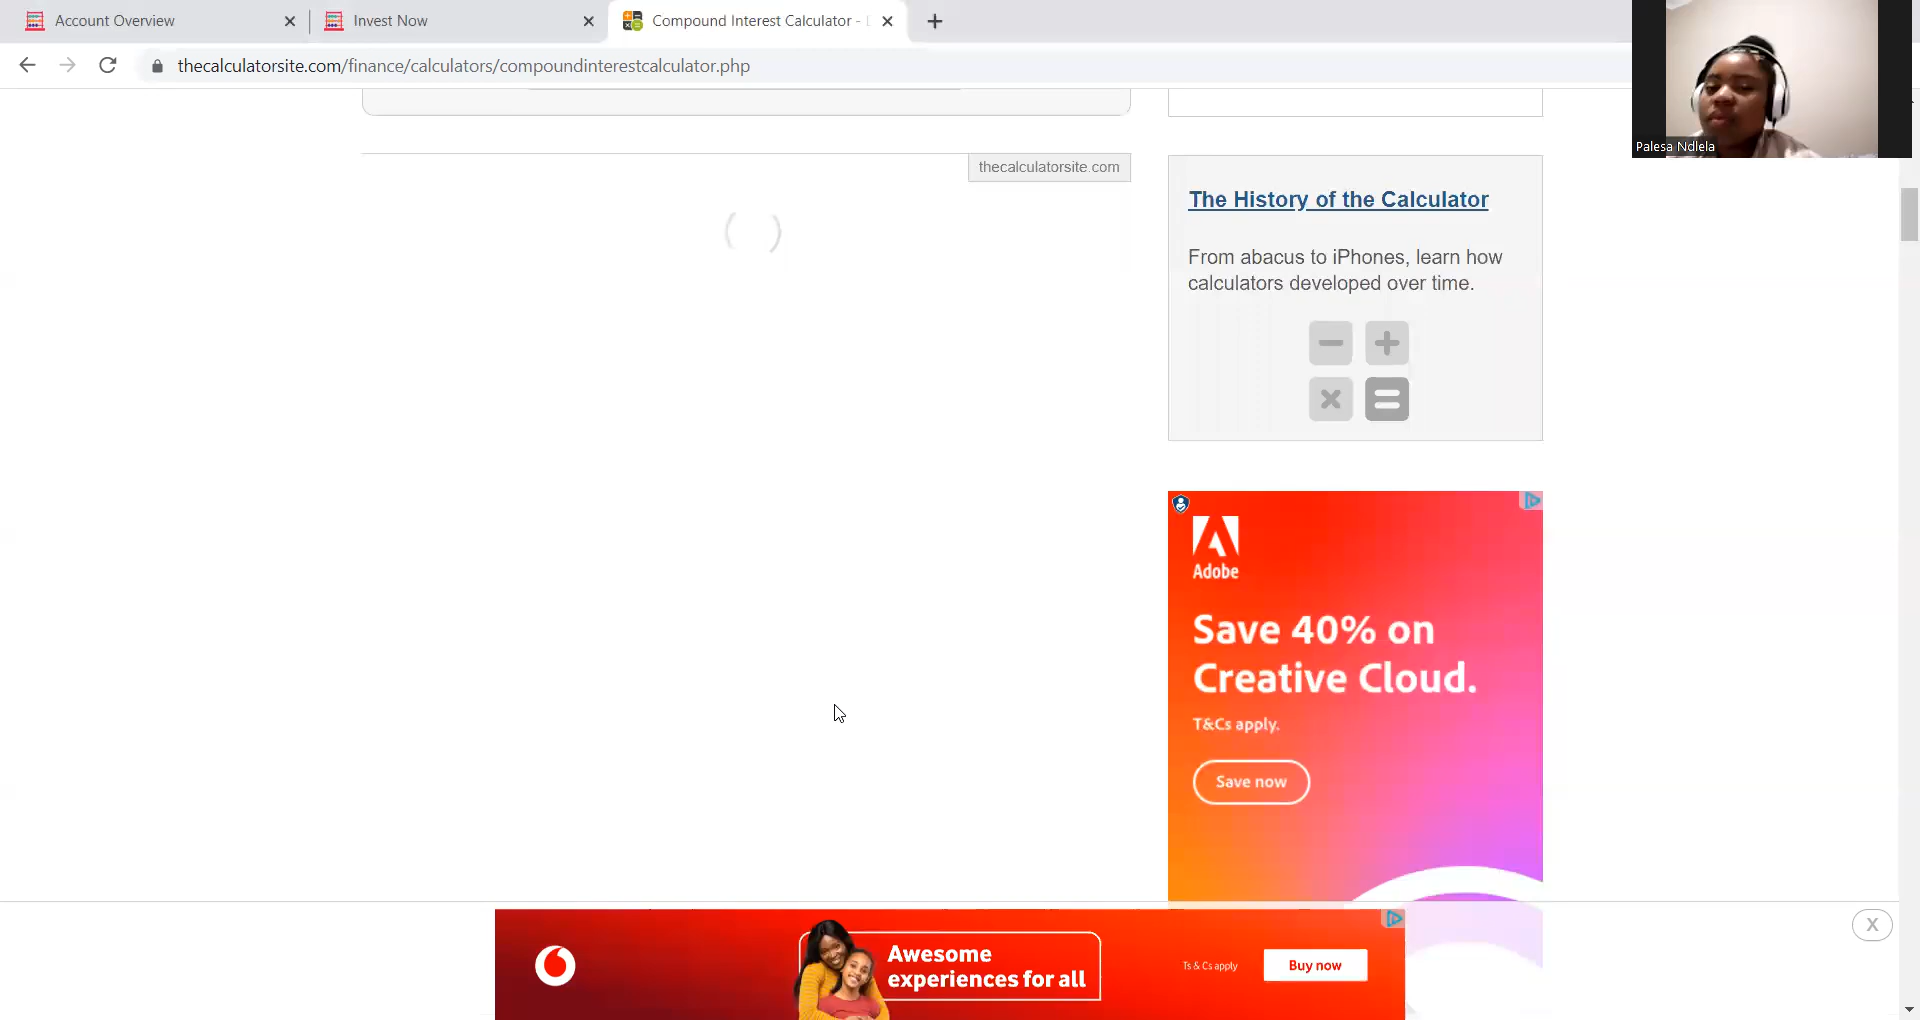 Account Overview
Invest Now
Compound Interest Calculator -
thecalculatorsite.com/finance/calculators/compoundinterestcalculator.php
Palesa Ndlela
thecalculatorsite.com
The History of the Calculator
From abacus to iPhones, learn how
calculators developed over time.
Adobe
Save 40% on
Creative Cloud.
T&Cs apply.
Save now
Awesome
experiences for all
Ts & Cs apply
Buy now
X